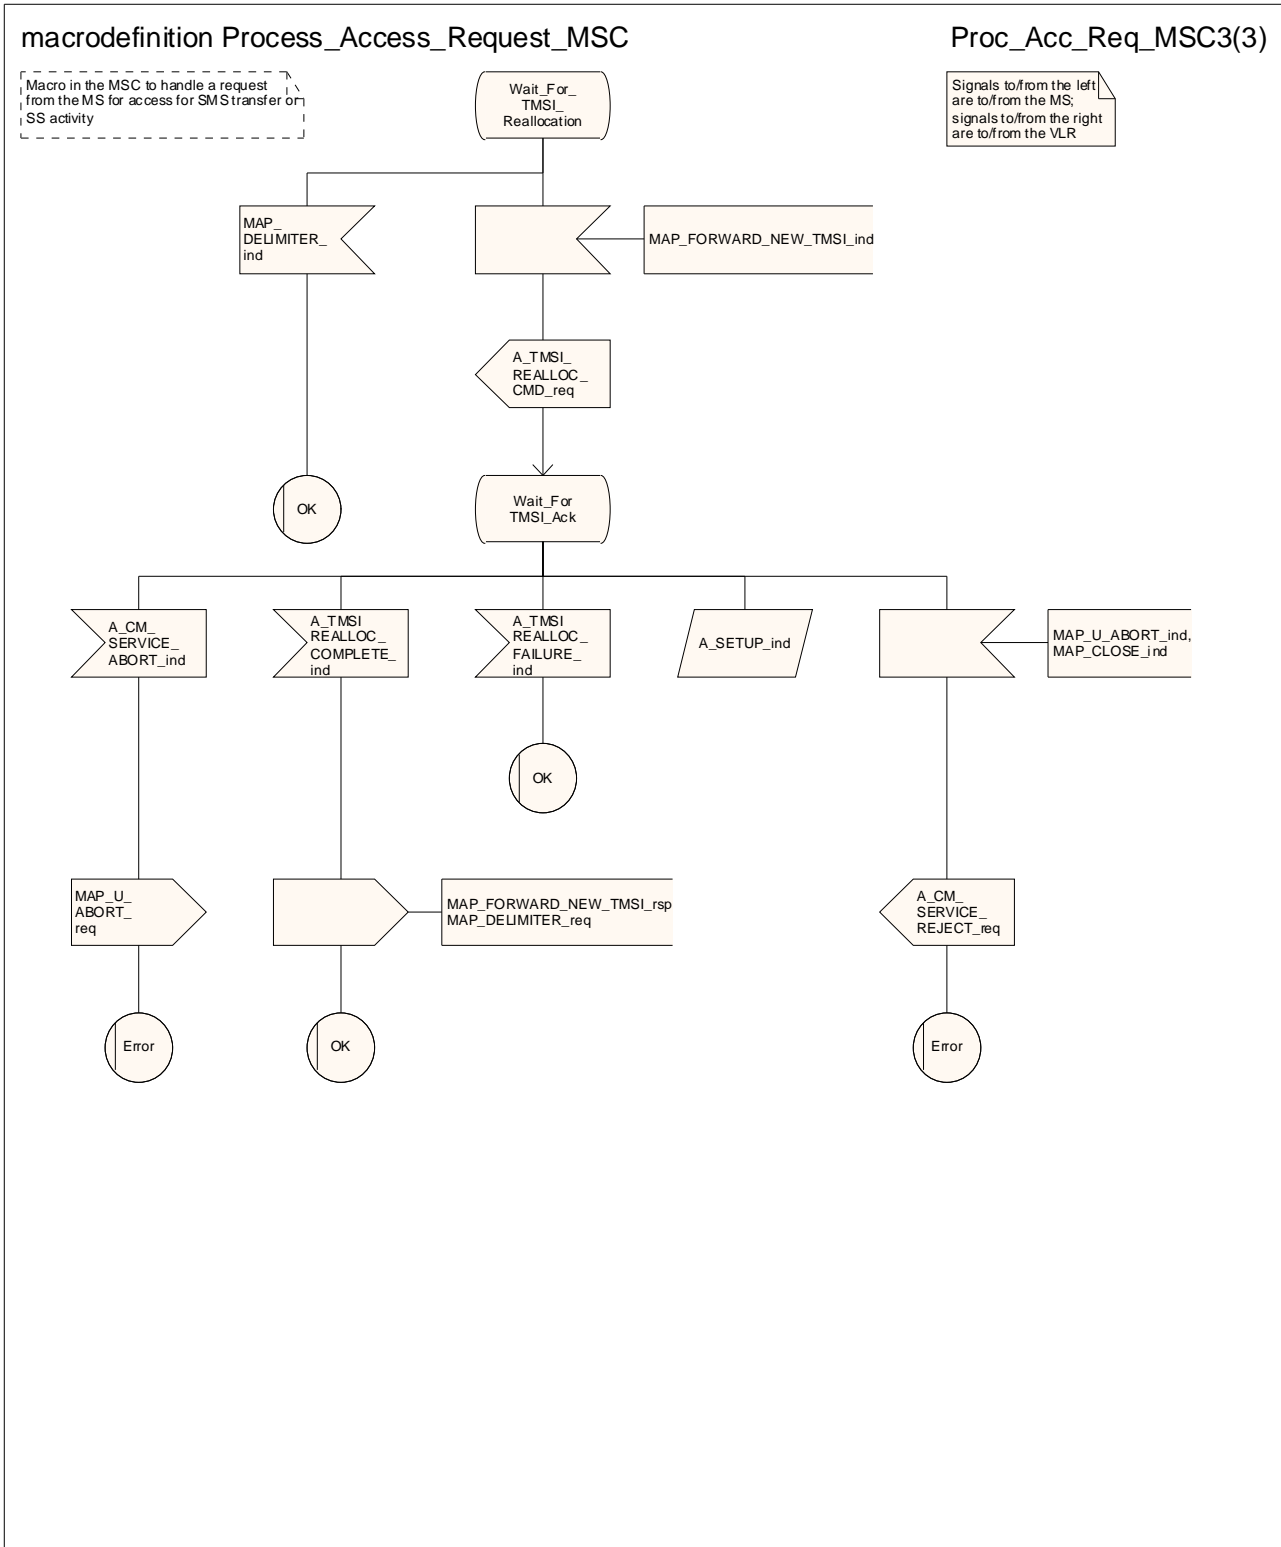 macrodefinition Process_Access_Request_MSC
Proc_Acc_Req_MSC3(3)
Macro in the MSC to handle a request
from the MS for access for SMS transfer or
SS activity
Wait_For_
TMSI_
Reallocation
Signals to/from the left
are to/from the MS;
signals to/from the right
are to/from the VLR
MAP_
DELIMITER_
ind
MAP_FORWARD_NEW_TMSI_ind
A_TMSI_
REALLOC_
CMD_req
OK
Wait_For
TMSI_Ack
A_CM_
SERVICE_
ABORT_ind
A_TMSI
REALLOC_
COMPLETE_
ind
A_TMSI
REALLOC_
FAILURE_
ind
A_SETUP_ind
MAP_U_ABORT_ind,
MAP_CLOSE_ind
OK
MAP_U_
ABORT_
req
MAP_FORWARD_NEW_TMSI_rsp
MAP_DELIMITER_req
A_CM_
SERVICE_
REJECT_req
Error
OK
Error